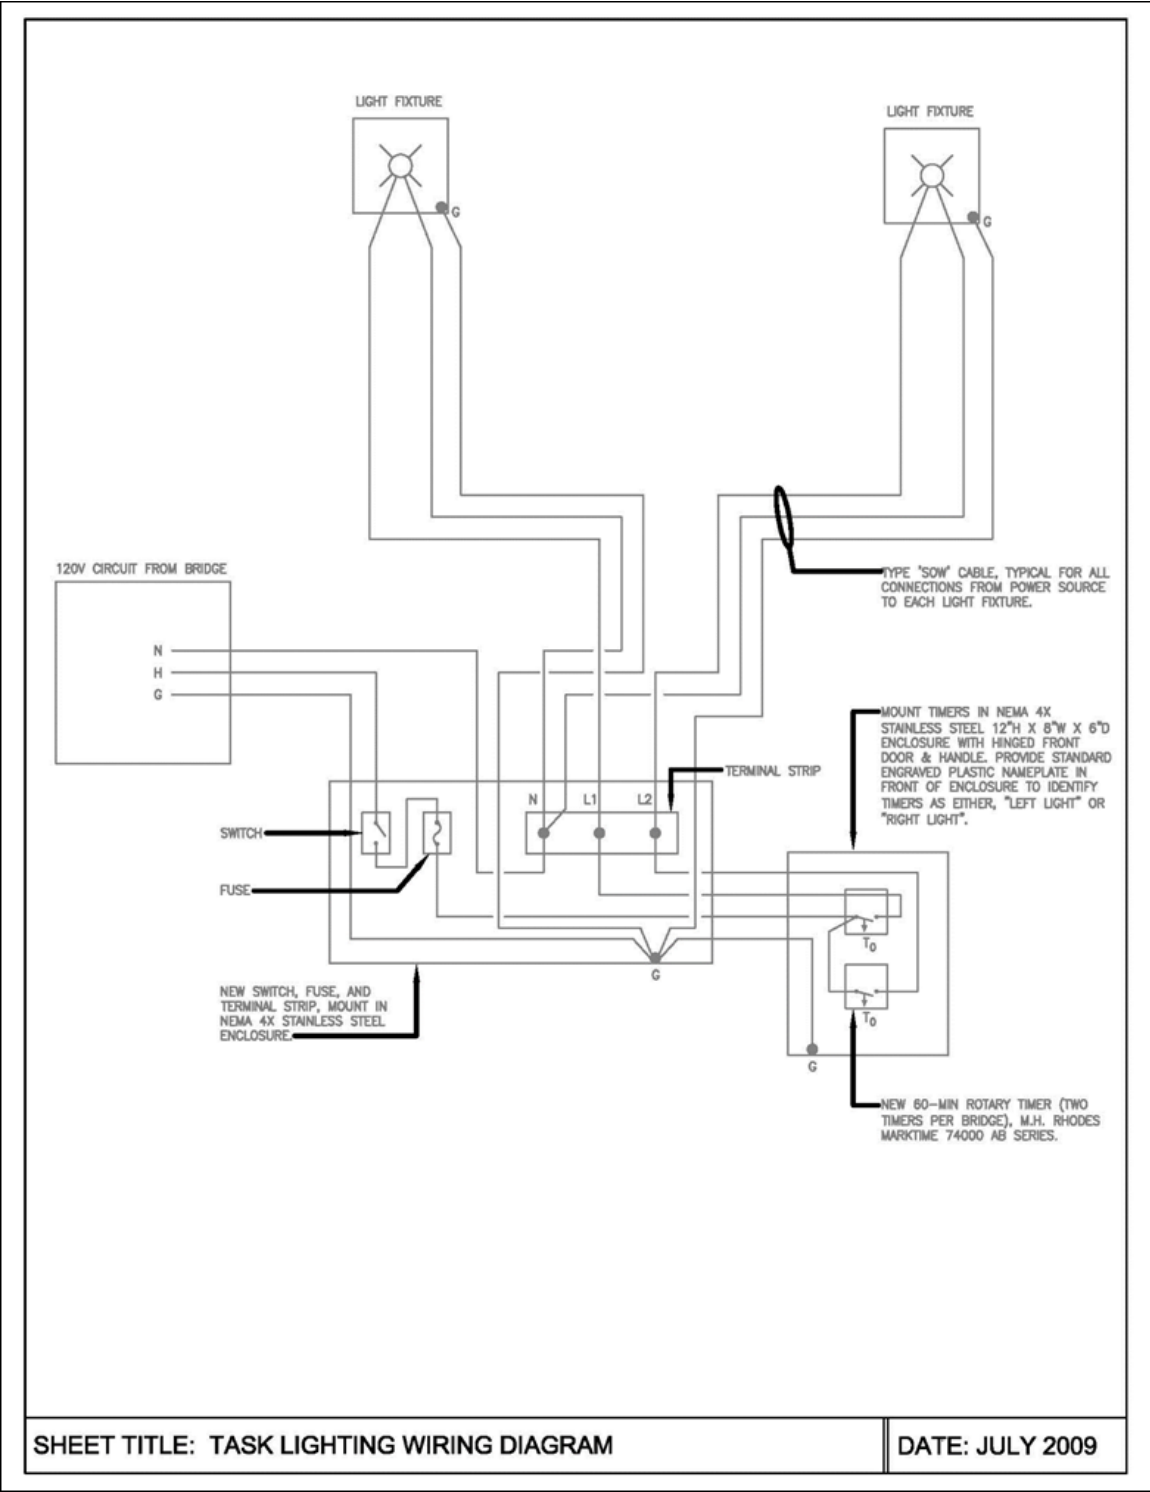 LIGHT FIXTURE
LIGHT FIXTURE
G
G
120V CIRCUIT FROM BRIDGE
N
H
G
TYPE "SOW" CABLE, TYPICAL FOR ALL
CONNECTIONS FROM POWER SOURCE
TO EACH LIGHT FIXTURE.
MOUNT TIMERS IN NEMA 4X
STAINLESS STEEL 12"H X 8"W X 6"D
ENCLOSURE WITH HINGED FRONT
DOOR & HANDLE. PROVIDE STANDARD
ENGRAVED PLASTIC NAMEPLATE IN
FRONT OF ENCLOSURE TO IDENTIFY
TIMERS AS EITHER, "LEFT LIGHT" OR
"RIGHT LIGHT".
TERMINAL STRIP
N L1 L2
SWITCH
FUSE
TO
G
TO
NEW SWITCH, FUSE, AND
TERMINAL STRIP, MOUNT IN
NEMA 4X STAINLESS STEEL
ENCLOSURE.
G
NEW 60-MIN ROTARY TIMER (TWO
TIMERS PER BRIDGE), M.H. RHODES
MARKTIME 74000 AB SERIES.
SHEET TITLE: TASK LIGHTING WIRING DIAGRAM
DATE: JULY 2009